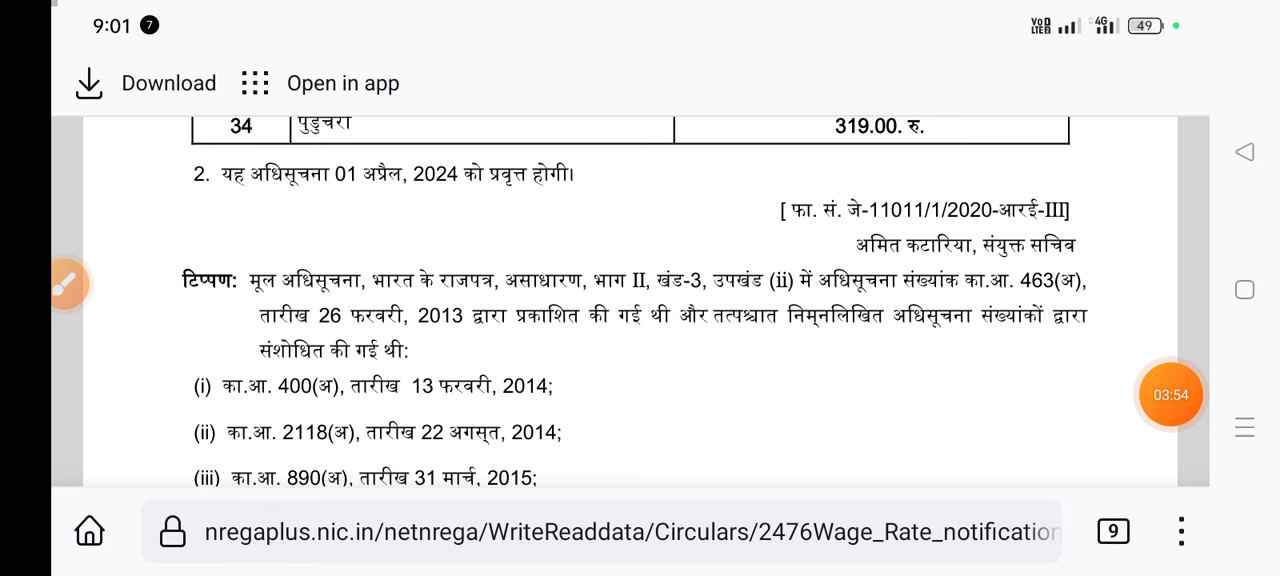 9:01 7 VoD LTE2 4G 49
Download Open in app
34 पुडुचेरी 319.00. रु.
2. यह अधिसूचना 01 अप्रैल, 2024 को प्रवृत्त होगी।
[ फा. सं. जे-11011/1/2020-आरई-III]
अमित कटारिया, संयुक्त सचिव
टिप्पण: मूल अधिसूचना, भारत के राजपत्र, असाधारण, भाग II, खंड-3, उपखंड (ii) में अधिसूचना संख्यांक का.आ. 463(अ),
तारीख 26 फरवरी, 2013 द्वारा प्रकाशित की गई थी और तत्पश्चात निम्नलिखित अधिसूचना संख्यांकों द्वारा
संशोधित की गई थी:
03:54
(i) का.आ. 400(अ), तारीख 13 फरवरी, 2014;
(ii) का.आ. 2118(अ), तारीख 22 अगस्त, 2014;
(iii) का.आ. 890(अ), तारीख 31 मार्च, 2015;
nregaplus.nic.in/netnrega/WriteReaddata/Circulars/2476Wage_Rate_notification 9